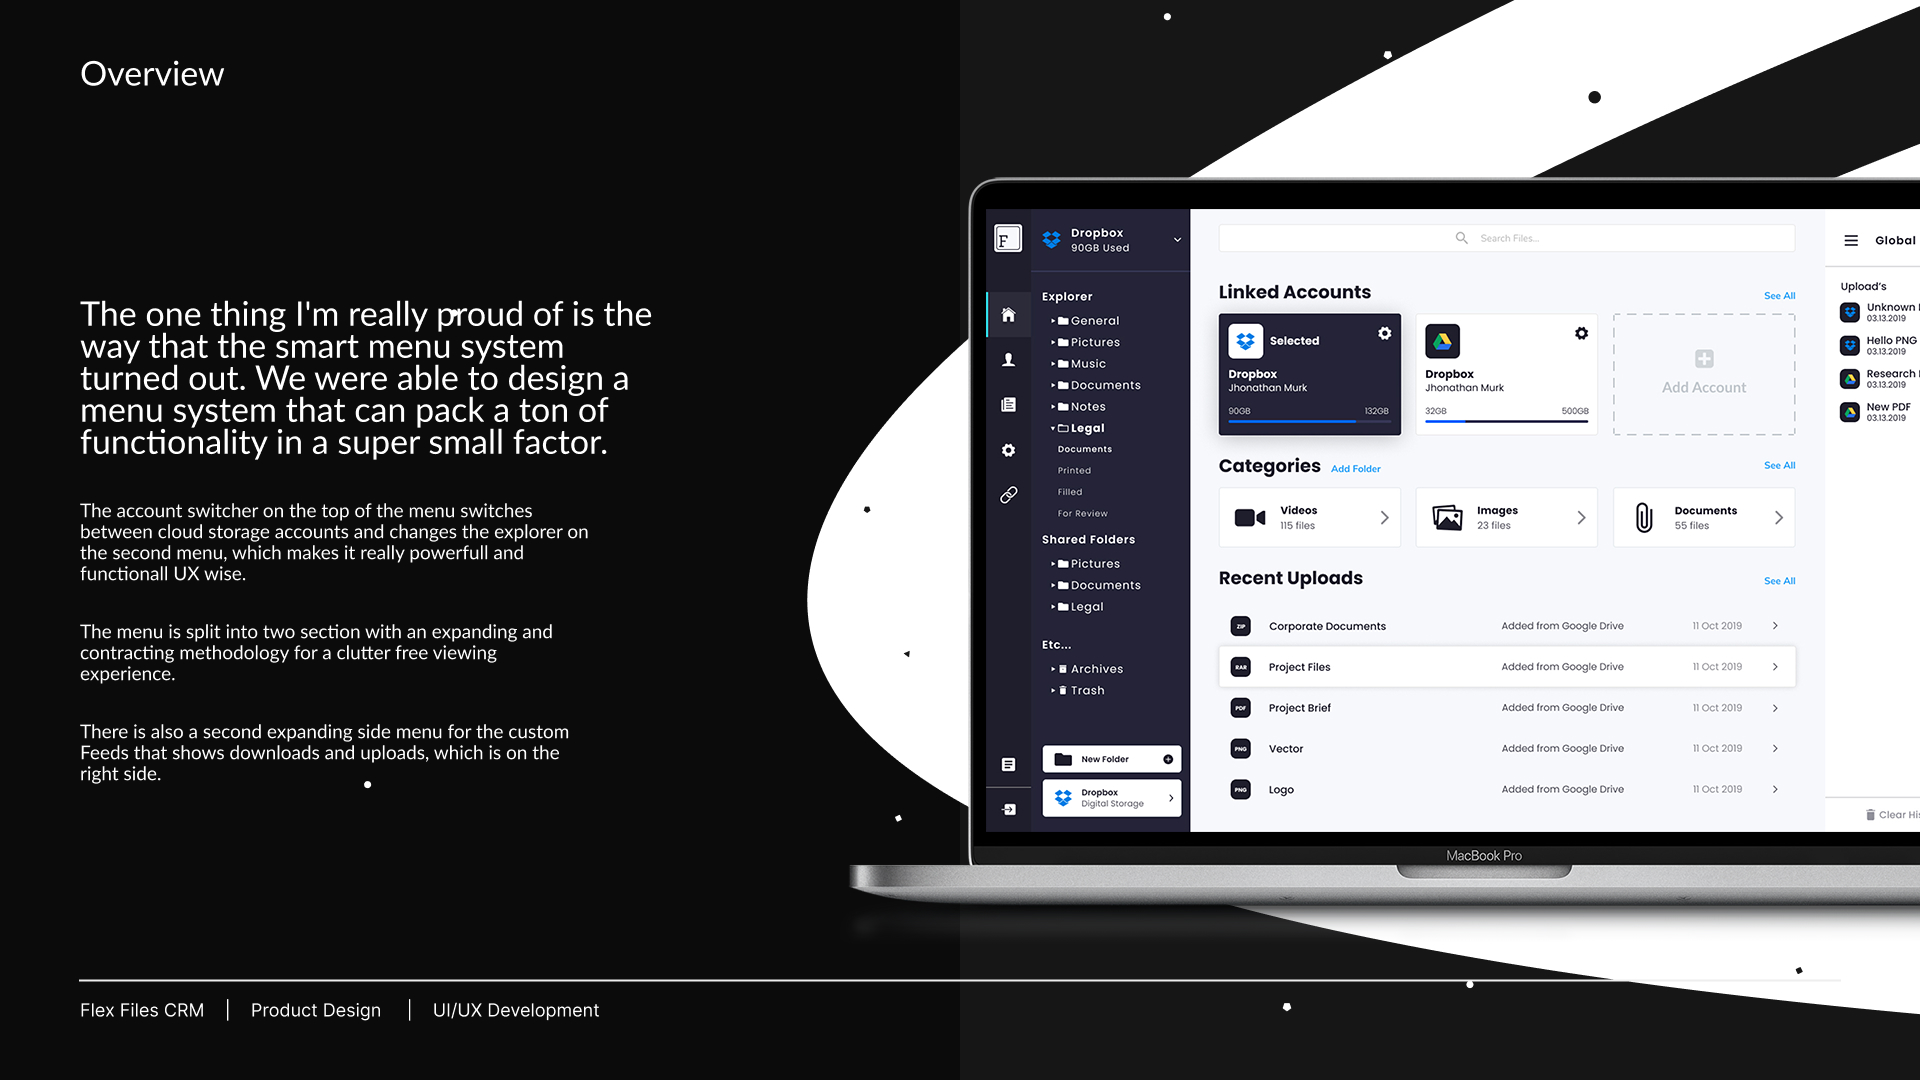 Overview
The one thing I'm really proud of is the
way that the smart menu system
turned out. We were able to design a
menu system that can pack a ton of
functionality in a super small factor.
The account switcher on the top of the menu switches
between cloud storage accounts and changes the explorer on
the second menu, which makes it really powerfull and
functionall UX wise.
The menu is split into two section with an expanding and
contracting methodology for a clutter free viewing
experience.
There is also a second expanding side menu for the custom
Feeds that shows downloads and uploads, which is on the
right side.
Flex Files CRM | Product Design | UI/UX Development
F
Dropbox
90GB Used
Explorer
General
Pictures
Music
Documents
Notes
Legal
Documents
Printed
Filled
For Review
Shared Folders
Pictures
Documents
Legal
Etc...
Archives
Trash
New Folder
Dropbox
Digital Storage
Search Files...
Linked Accounts See All
Selected
Dropbox
Jhonathan Murk
90GB 132GB
Dropbox
Jhonathan Murk
32GB 500GB
Add Account
Categories Add Folder See All
Videos
115 files
Images
23 files
Documents
55 files
Recent Uploads See All
ZIP Corporate Documents Added from Google Drive 11 Oct 2019
RAR Project Files Added from Google Drive 11 Oct 2019
PDF Project Brief Added from Google Drive 11 Oct 2019
PNG Vector Added from Google Drive 11 Oct 2019
PNG Logo Added from Google Drive 11 Oct 2019
Global
Upload's
Unknown
03.13.2019
Hello PNG
03.13.2019
Research
03.13.2019
New PDF
03.13.2019
Clear His
MacBook Pro